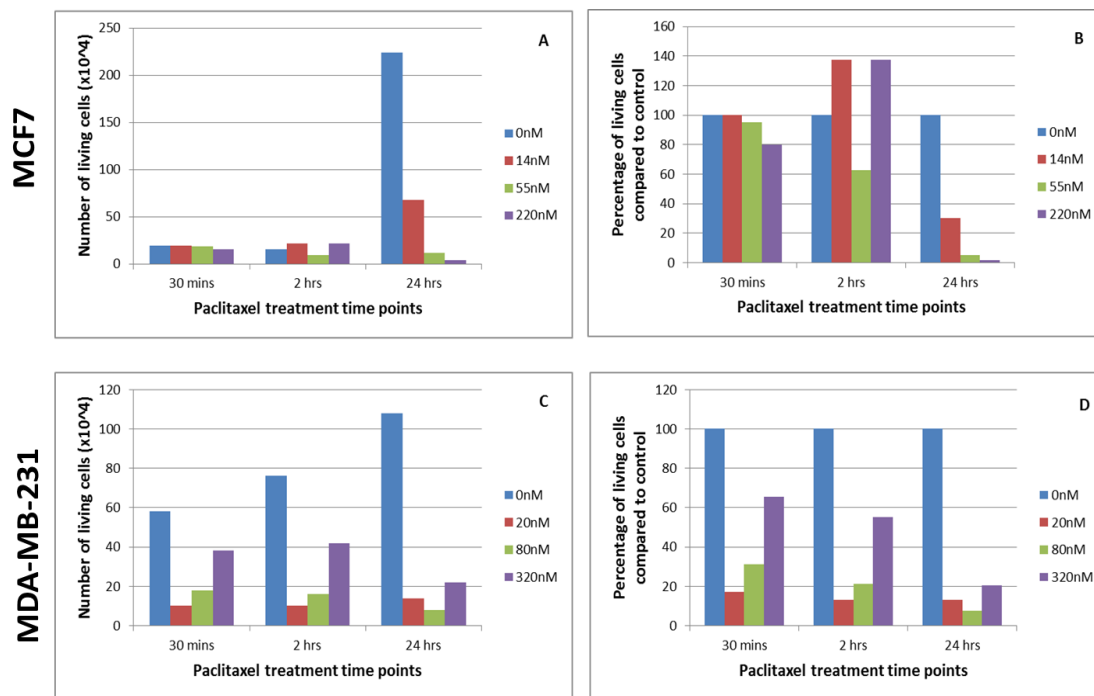 MCF7
A
Number of living cells (x10^4)
250
200
150
100
50
0
30 mins
2 hrs
24 hrs
Paclitaxel treatment time points
0nM
14nM
55nM
220nM
B
Percentage of living cells
compared to control
160
140
120
100
80
60
40
20
0
30 mins
2 hrs
24 hrs
Paclitaxel treatment time points
0nM
14nM
55nM
220nM
MDA-MB-231
C
Number of living cells (x10^4)
120
100
80
60
40
20
0
30 mins
2 hrs
24 hrs
Paclitaxel treatment time points
0nM
20nM
80nM
320nM
D
Percentage of living cells
compared to control
120
100
80
60
40
20
0
30 mins
2 hrs
24 hrs
Paclitaxel treatment time points
0nM
20nM
80nM
320nM